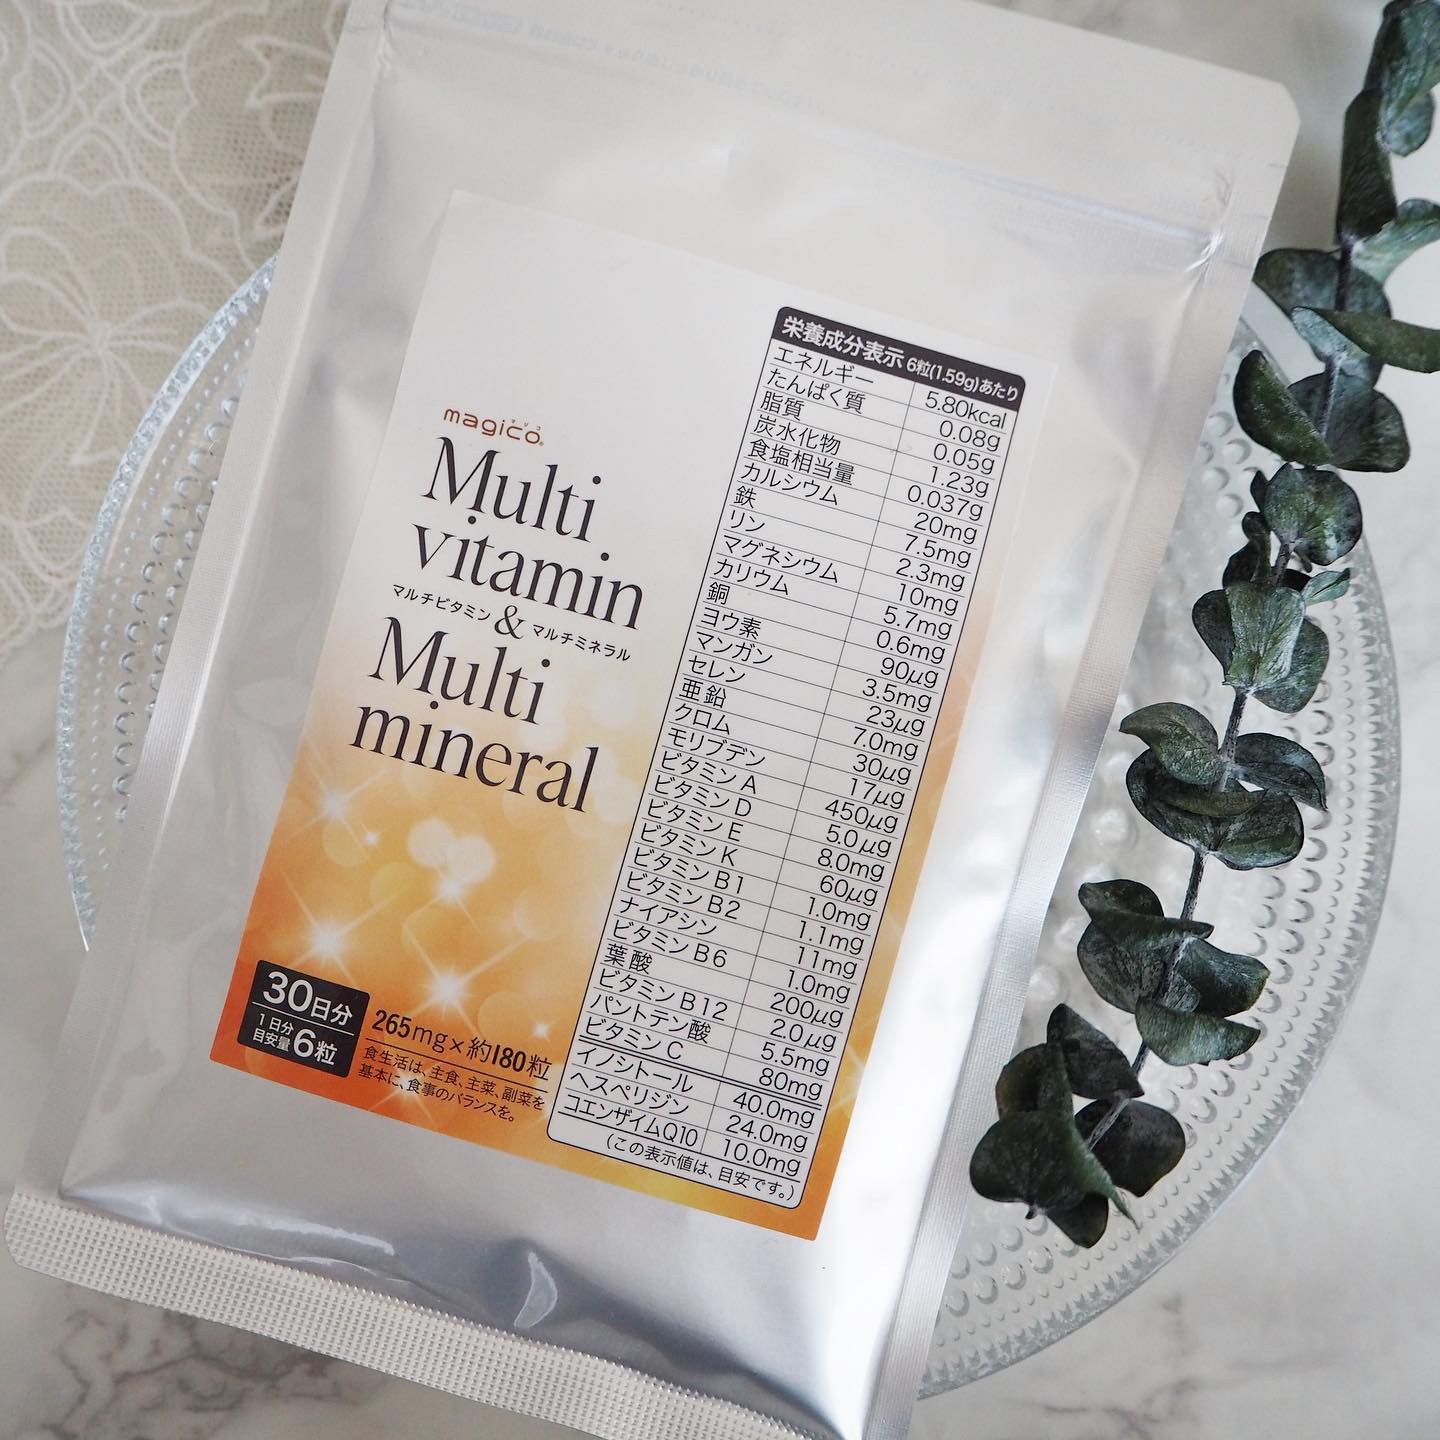 magico
マジコ
Multi
vitamin
マルチビタミン & マルチミネラル
Multi
mineral
30日分
1日分目安量6粒
265mg×約180粒
食生活は、主食、主菜、副菜を
基本に、食事のバランスを。
栄養成分表示 6粒(1.59g)あたり
エネルギー 5.80kcal
たんぱく質 0.08g
脂質 0.05g
炭水化物 1.23g
食塩相当量 0.037g
カルシウム 20mg
鉄 7.5mg
リン 2.3mg
マグネシウム 10mg
カリウム 5.7mg
銅 0.6mg
ヨウ素 90μg
マンガン 3.5mg
セレン 23μg
亜鉛 7.0mg
クロム 30μg
モリブデン 17μg
ビタミンA 450μg
ビタミンD 5.0μg
ビタミンE 8.0mg
ビタミンK 60μg
ビタミンB1 1.0mg
ビタミンB2 1.1mg
ナイアシン 11mg
ビタミンB6 1.0mg
葉酸 200μg
ビタミンB12 2.0μg
パントテン酸 5.5mg
ビタミンC 80mg
イノシトール 40.0mg
ヘスペリジン 24.0mg
コエンザイムQ10 10.0mg
(この表示値は、目安です。)